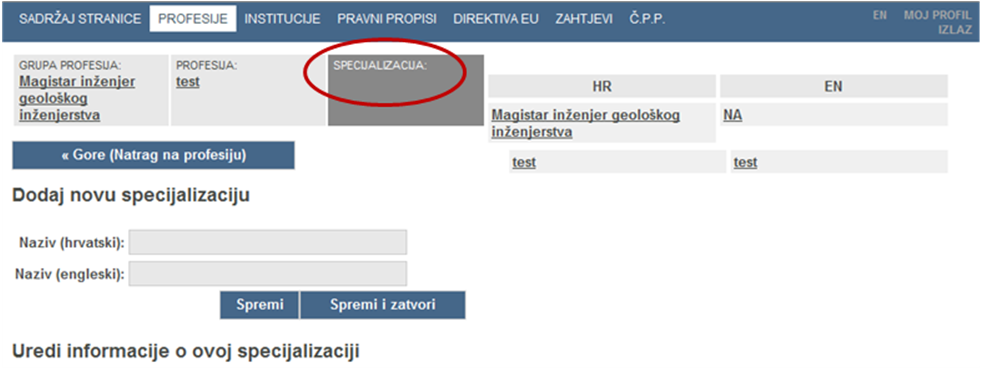 SADRŽAJ STRANICE PROFESIJE INSTITUCIJE PRAVNI PROPISI DIREKTIVA EU ZAHTJEVI Č.P.P. EN MOJ PROFIL
IZLAZ
GRUPA PROFESIJA:
Magistar inženjer
geološkog
inženjerstva
PROFESIJA:
test
SPECIJALIZACIJA:
HR EN
Magistar inženjer geološkog
inženjerstva
NA
test test
« Gore (Natrag na profesiju)
Dodaj novu specijalizaciju
Naziv (hrvatski):
Naziv (engleski):
Spremi Spremi i zatvori
Uredi informacije o ovoj specijalizaciji